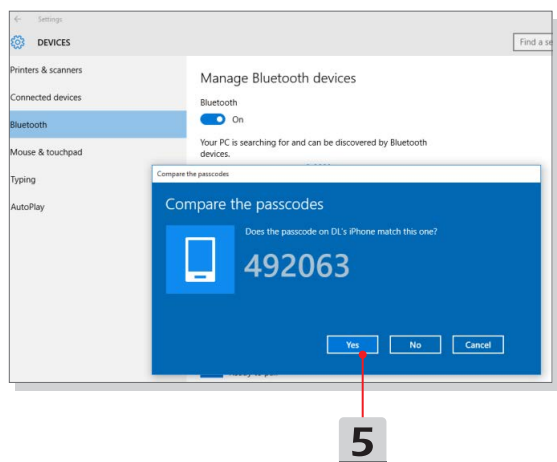 ← Settings
DEVICES
Find a se
Printers & scanners
Connected devices
Bluetooth
Mouse & touchpad
Typing
AutoPlay
Manage Bluetooth devices
Bluetooth
On
Your PC is searching for and can be discovered by Bluetooth
devices.
Compare the passcodes
Compare the passcodes
Does the passcode on DL's iPhone match this one?
492063
Yes No Cancel
5